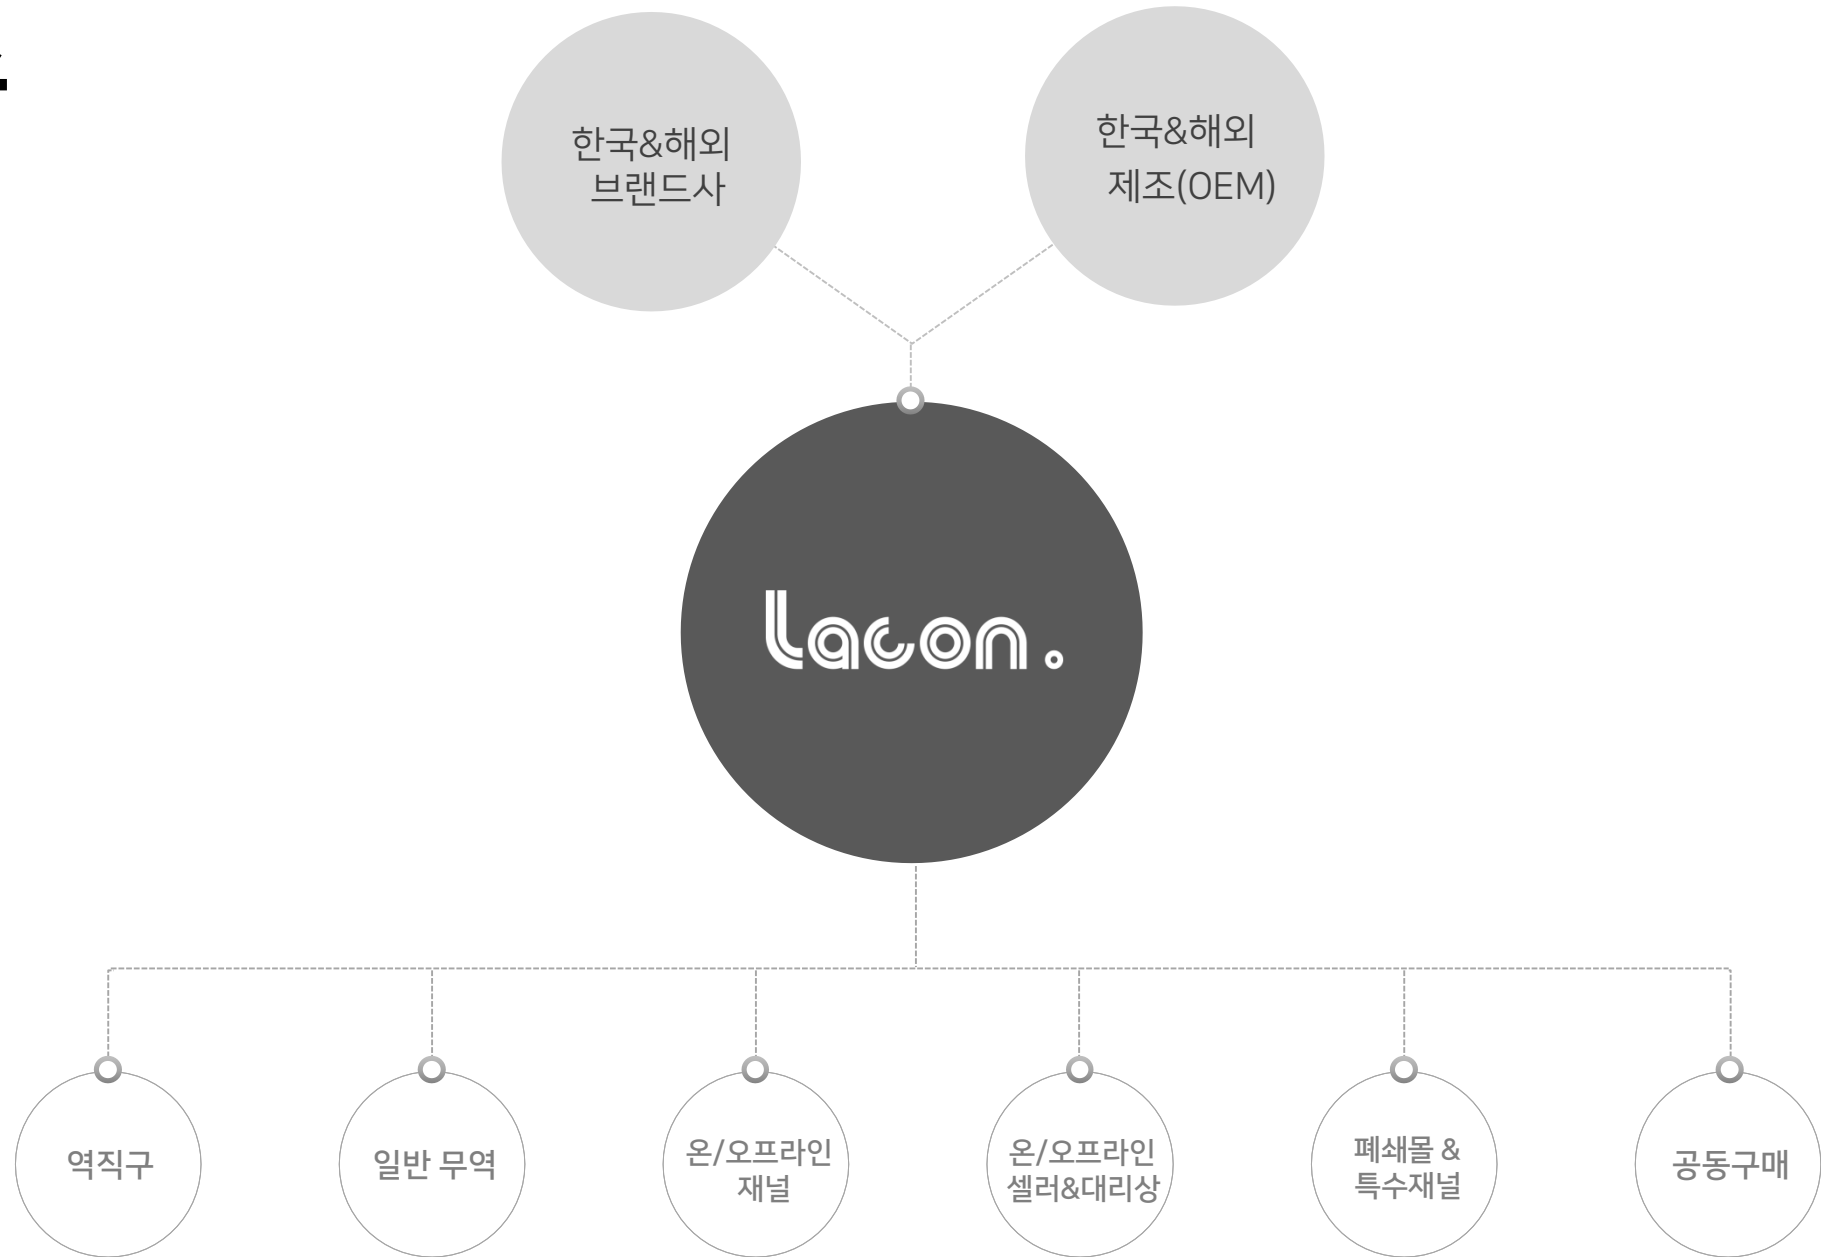 한국&해외
브랜드사
한국&해외
제조(OEM)
lacon.
역직구
일반 무역
온/오프라인
재널
온/오프라인
셀러&대리상
폐쇄몰 &
특수재널
공동구매